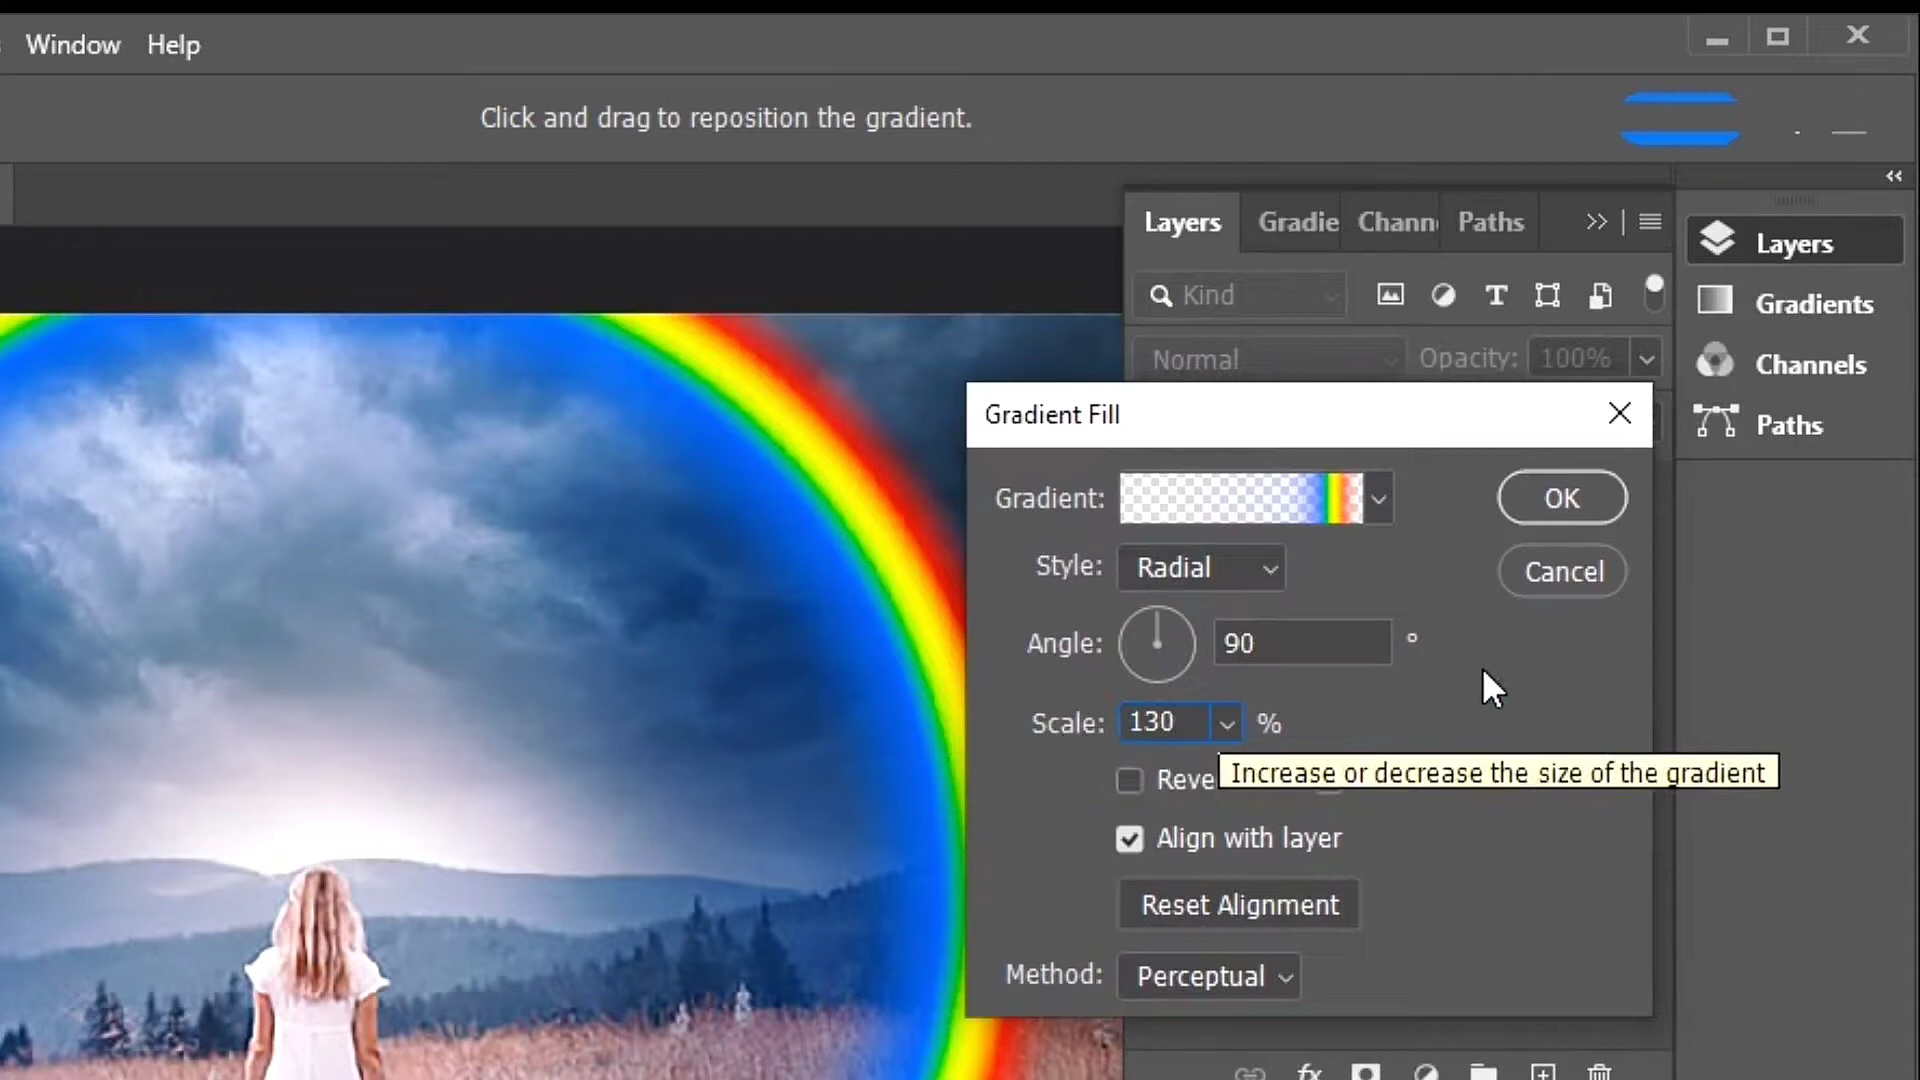 Window Help
Click and drag to reposition the gradient.
Layers Gradie Chann Paths
Kind
Normal Opacity: 100%
Layers
Gradients
Channels
Paths
Gradient Fill
Gradient:
OK
Style: Radial
Cancel
Angle: 90 °
Scale: 130 %
Reve
Increase or decrease the size of the gradient
Align with layer
Reset Alignment
Method: Perceptual
fx